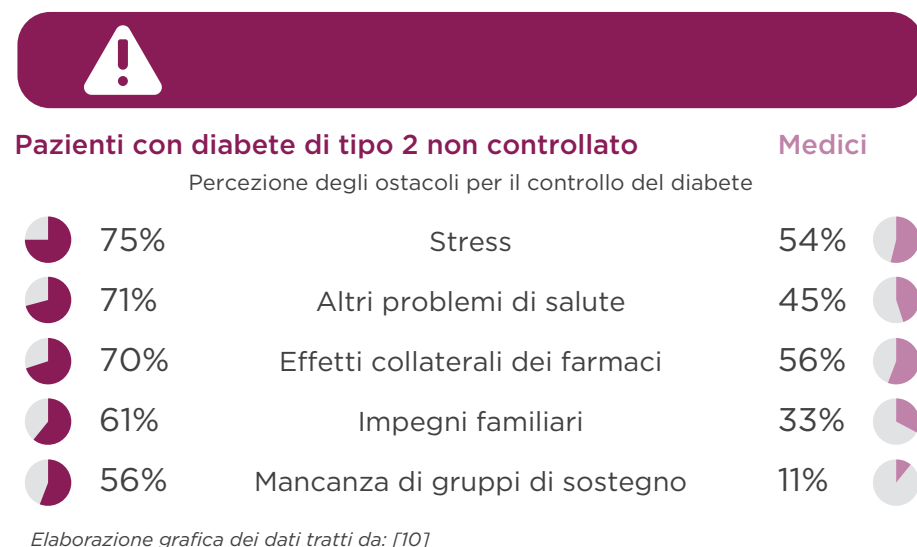 Pazienti con diabete di tipo 2 non controllato Medici
Percezione degli ostacoli per il controllo del diabete
75% Stress 54%
71% Altri problemi di salute 45%
70% Effetti collaterali dei farmaci 56%
61% Impegni familiari 33%
56% Mancanza di gruppi di sostegno 11%
Elaborazione grafica dei dati tratti da: [10]